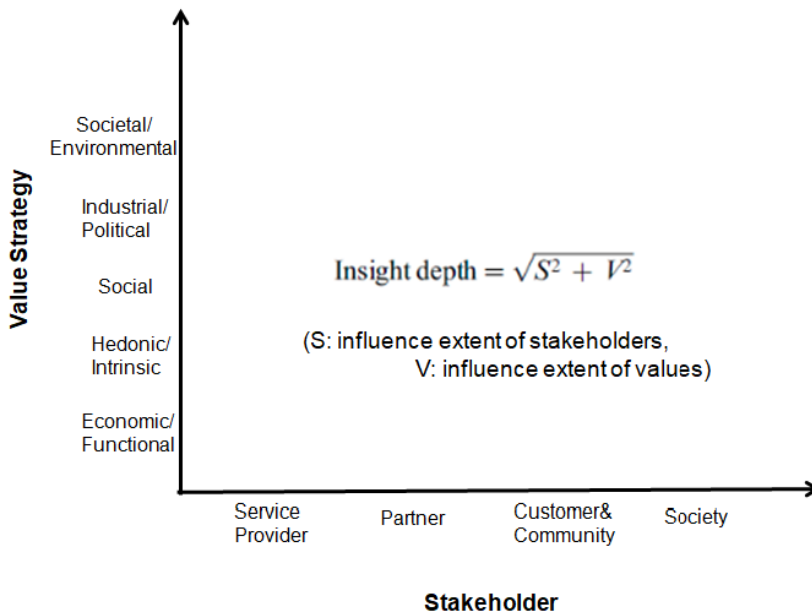 Value Strategy
Societal/
Environmental
Industrial/
Political
Social
Hedonic/
Intrinsic
Economic/
Functional
Insight depth = √S² + V²
(S: influence extent of stakeholders,
V: influence extent of values)
Service
Provider
Partner
Customer&
Community
Society
Stakeholder